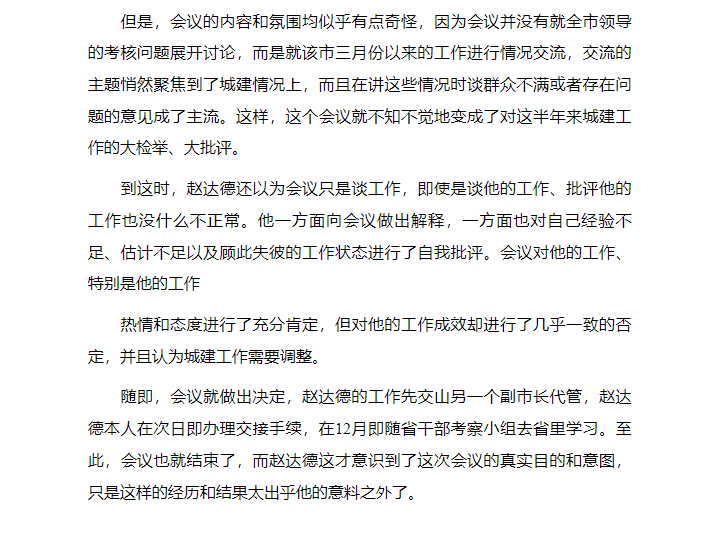 但是，会议的内容和氛围均似乎有点奇怪，因为会议并没有就全市领导
的考核问题展开讨论，而是就该市三月份以来的工作进行情况交流，交流的
主题悄然聚焦到了城建情况上，而且在讲这些情况时谈群众不满或者存在问
题的意见成了主流。这样，这个会议就不知不觉地变成了对这半年来城建工
作的大检举、大批评。
到这时，赵达德还以为会议只是谈工作，即使是谈他的工作、批评他的
工作也没什么不正常。他一方面向会议做出解释，一方面也对自己经验不
足、估计不足以及顾此失彼的工作状态进行了自我批评。会议对他的工作、
特别是他的工作
热情和态度进行了充分肯定，但对他的工作成效却进行了几乎一致的否
定，并且认为城建工作需要调整。
随即，会议就做出决定，赵达德的工作先交山另一个副市长代管，赵达
德本人在次日即办理交接手续，在12月即随省干部考察小组去省里学习。至
此，会议也就结束了，而赵达德这才意识到了这次会议的真实目的和意图，
只是这样的经历和结果太出乎他的意料之外了。